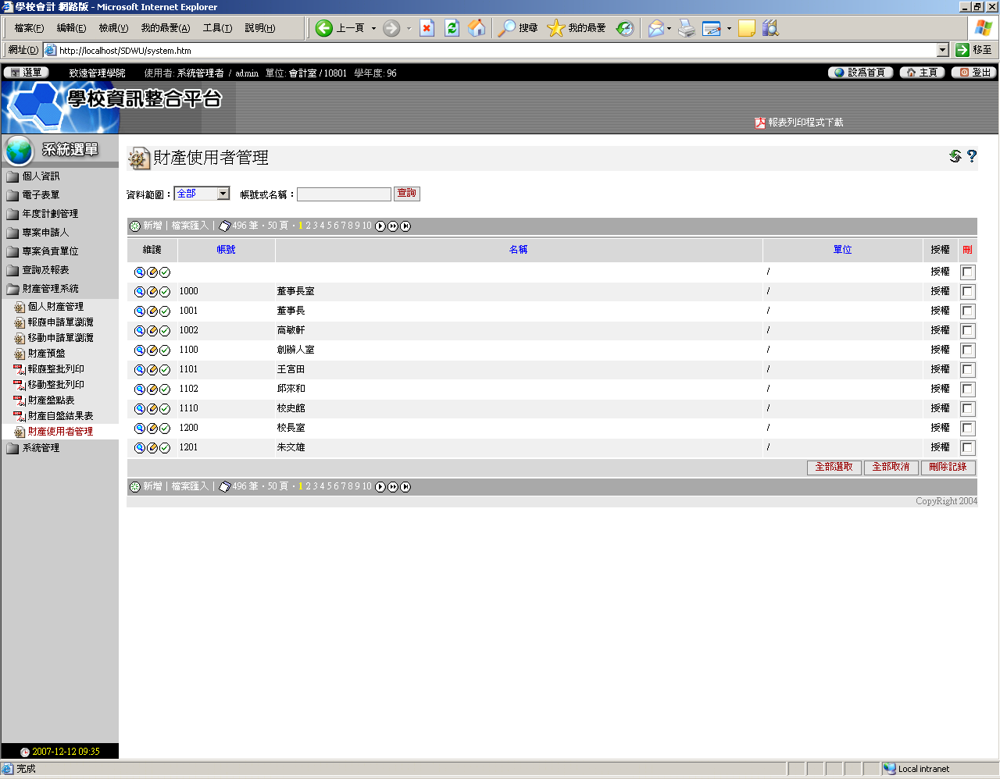 學校會計 網路版 - Microsoft Internet Explorer
檔案(F) 編輯(E) 檢視(V) 我的最愛(A) 工具(T) 說明(H) 上一頁 搜尋 我的最愛
網址(D) http://localhost/SDWU/system.htm 移至
選單 致遠管理學院 使用者: 系統管理者 / admin 單位: 會計室 / 10801 學年度: 96 設為首頁 主頁 登出
學校資訊整合平台
報表列印程式下載
系統選單
個人資訊
電子表單
年度計劃管理
專案申請人
專案負責單位
查詢及報表
財產管理系統
個人財產管理
報廢申請單瀏灠
移動申請單瀏灠
財產預盤
報廢整批列印
移動整批列印
財產盤點表
財產自盤結果表
財產使用者管理
系統管理
財產使用者管理 ?
資料範圍: 全部 帳號或名稱: 查詢
新增 | 檔案匯入 | 496 筆・50 頁・1 2 3 4 5 6 7 8 9 10
維護 帳號 名稱 單位 授權 刪
/ 授權
1000 董事長室 / 授權
1001 董事長 / 授權
1002 高敏軒 / 授權
1100 創辦人室 / 授權
1101 王宮田 / 授權
1102 邱來和 / 授權
1110 校史館 / 授權
1200 校長室 / 授權
1201 朱文雄 / 授權
全部選取 全部取消 刪除記錄
新增 | 檔案匯入 | 496 筆・50 頁・1 2 3 4 5 6 7 8 9 10
CopyRight 2004
2007-12-12 09:35
完成 Local intranet